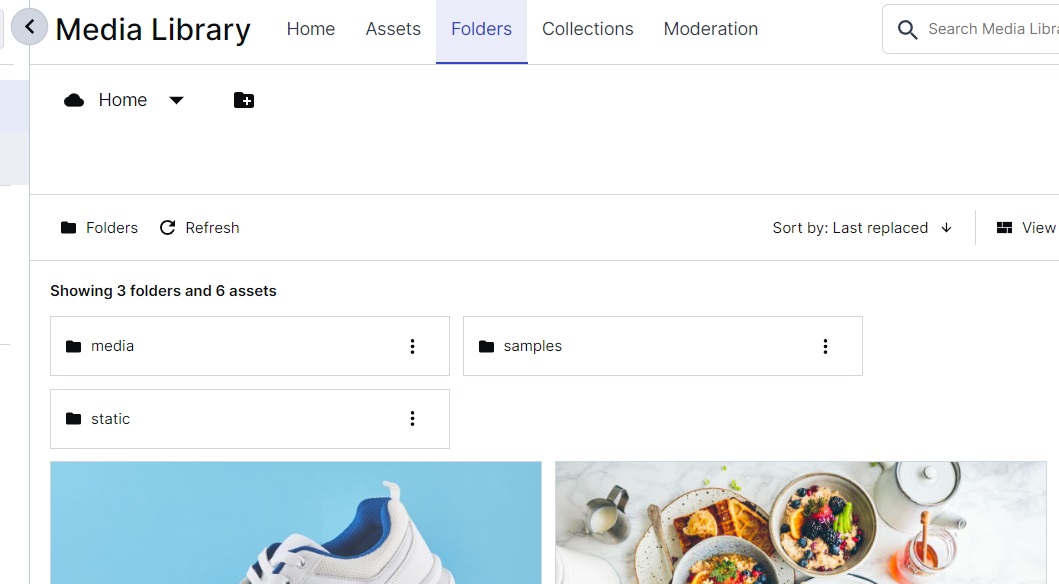 Media Library Home Assets Folders Collections Moderation Search Media Libra
Home
Folders Refresh Sort by: Last replaced View
Showing 3 folders and 6 assets
media samples
static